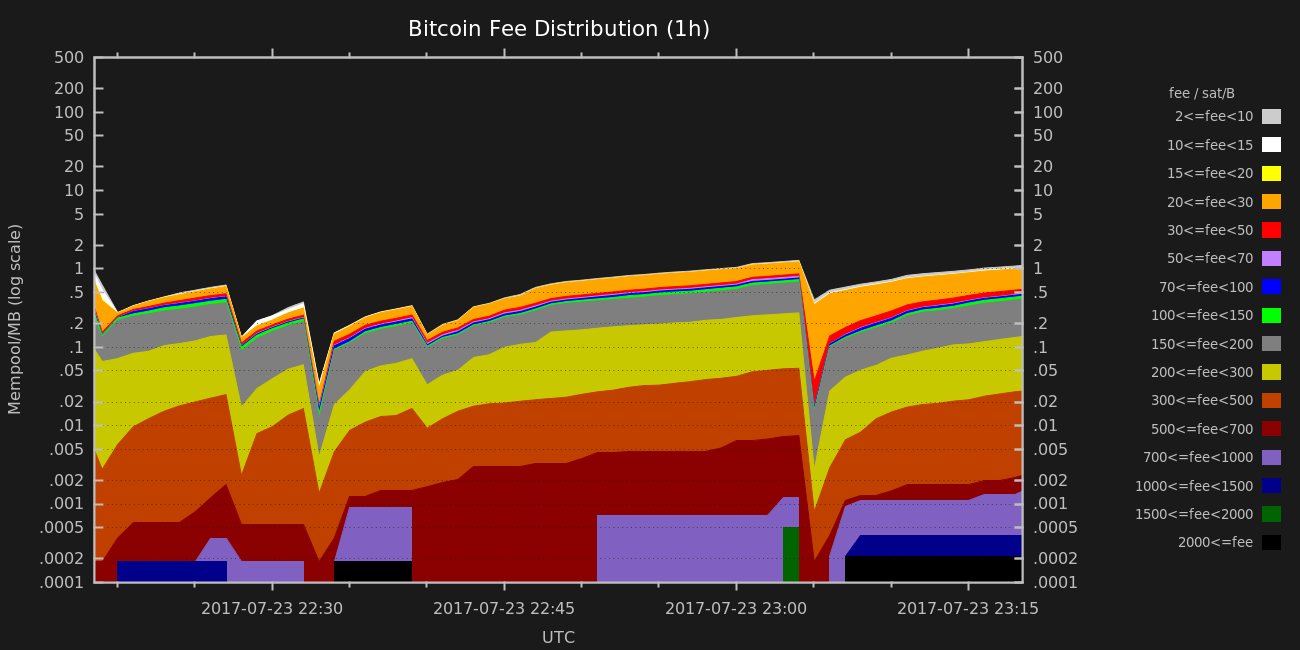 Bitcoin Fee Distribution (1h)
Mempool/MB (log scale)
500
200
100
50
20
10
5
2
1
.5
.2
.1
.05
.02
.01
.005
.002
.001
.0005
.0002
.0001
500
200
100
50
20
10
5
2
1
.5
.2
.1
.05
.02
.01
.005
.002
.001
.0005
.0002
.0001
2017-07-23 22:30
2017-07-23 22:45
2017-07-23 23:00
2017-07-23 23:15
UTC
fee / sat/B
2<=fee<10
10<=fee<15
15<=fee<20
20<=fee<30
30<=fee<50
50<=fee<70
70<=fee<100
100<=fee<150
150<=fee<200
200<=fee<300
300<=fee<500
500<=fee<700
700<=fee<1000
1000<=fee<1500
1500<=fee<2000
2000<=fee